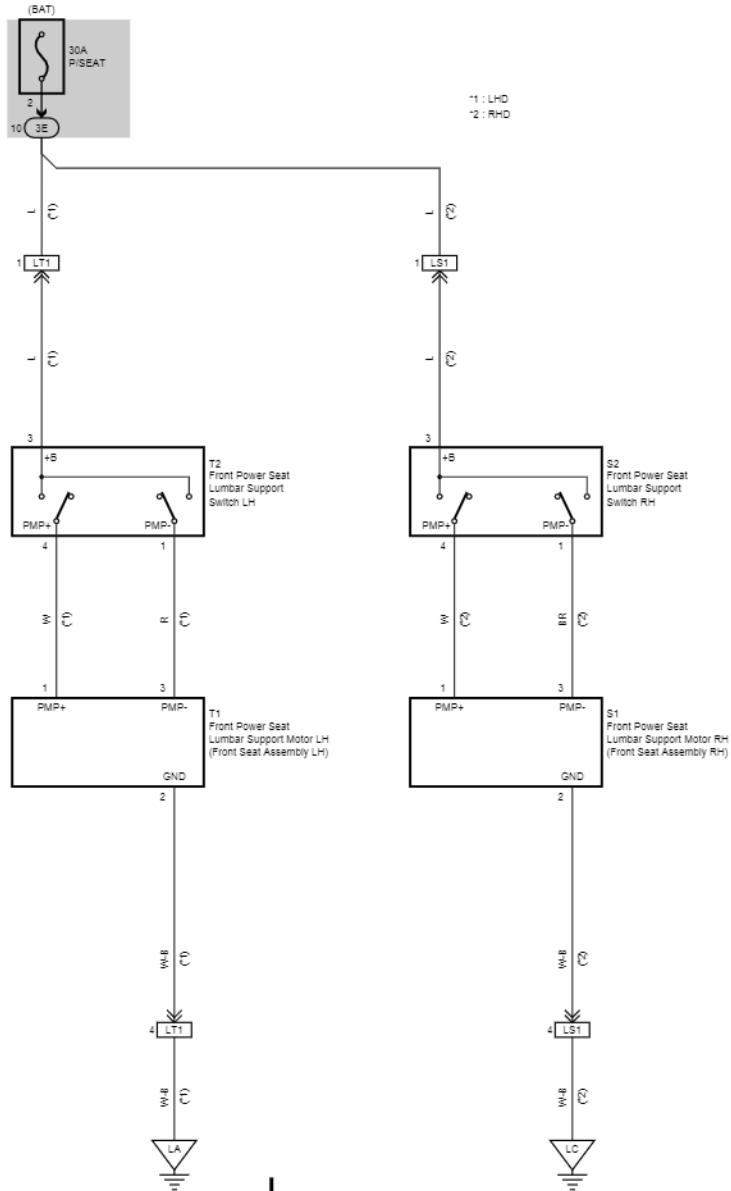 (BAT)
30A
P/SEAT
2
10 3E
*1 : LHD
*2 : RHD
L (*1)
L (*2)
1 LT1
1 LS1
L (*1)
L (*2)
3
3
+B
+B
T2
Front Power Seat
Lumbar Support
Switch LH
S2
Front Power Seat
Lumbar Support
Switch RH
PMP+ PMP-
PMP+ PMP-
4 1
4 1
W (*1) R (*1)
W (*2) BR (*2)
1 3
1 3
PMP+ PMP-
PMP+ PMP-
T1
Front Power Seat
Lumbar Support Motor LH
(Front Seat Assembly LH)
S1
Front Power Seat
Lumbar Support Motor RH
(Front Seat Assembly RH)
GND
GND
2
2
W-B (*1)
W-B (*2)
4 LT1
4 LS1
W-B (*1)
W-B (*2)
LA
LC